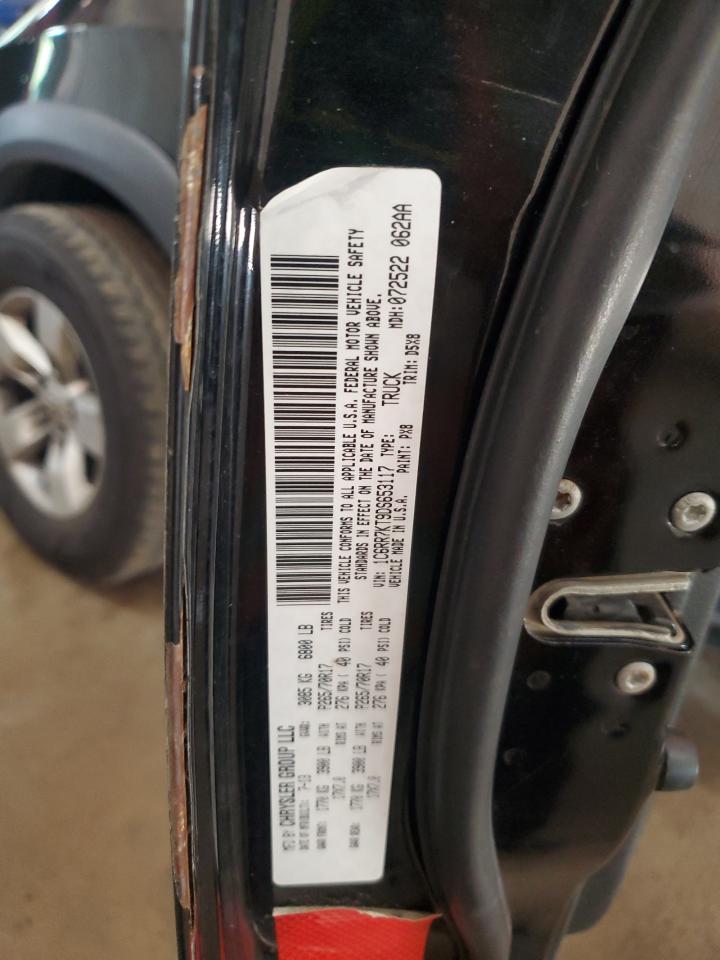 MFD BY CHRYSLER GROUP LLC
DATE OF MFR 7-13 GVWR: 3085 KG 6800 LB
GAWR FRONT: 1770 KG 3900 LB WITH P265/70R17 TIRES
17X7.0 RIMS AT 276 KPA ( 40 PSI) COLD
GAWR REAR: 1770 KG 3900 LB WITH P265/70R17 TIRES
17X7.0 RIMS AT 276 KPA ( 40 PSI) COLD
THIS VEHICLE CONFORMS TO ALL APPLICABLE U.S.A. FEDERAL MOTOR VEHICLE SAFETY
STANDARDS IN EFFECT ON THE DATE OF MANUFACTURE SHOWN ABOVE.
VIN: 1C6RR7KT9DS653117 TYPE: TRUCK MDH:072522 062AA
VEHICLE MADE IN U.S.A. PAINT: PX8 TRIM: D5X8